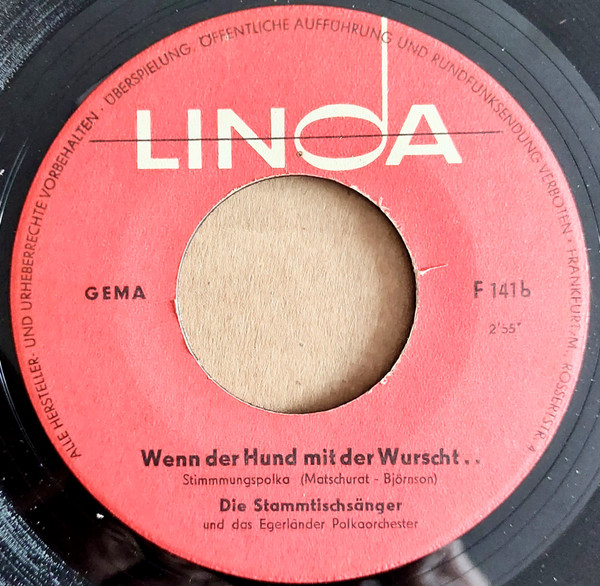 ALLE HERSTELLER- UND URHEBERRECHTE VORBEHALTEN · ÜBERSPIELUNG, ÖFFENTLICHE AUFFÜHRUNG UND RUNDFUNKSENDUNG VERBOTEN · FRANKFURT/M., ROSSERTSTR. 4
LINDA
GEMA
F 141b
2'55"
Wenn der Hund mit der Wurscht..
Stimmmungspolka (Matschurat - Björnson)
Die Stammtischsänger
und das Egerländer Polkaorchester